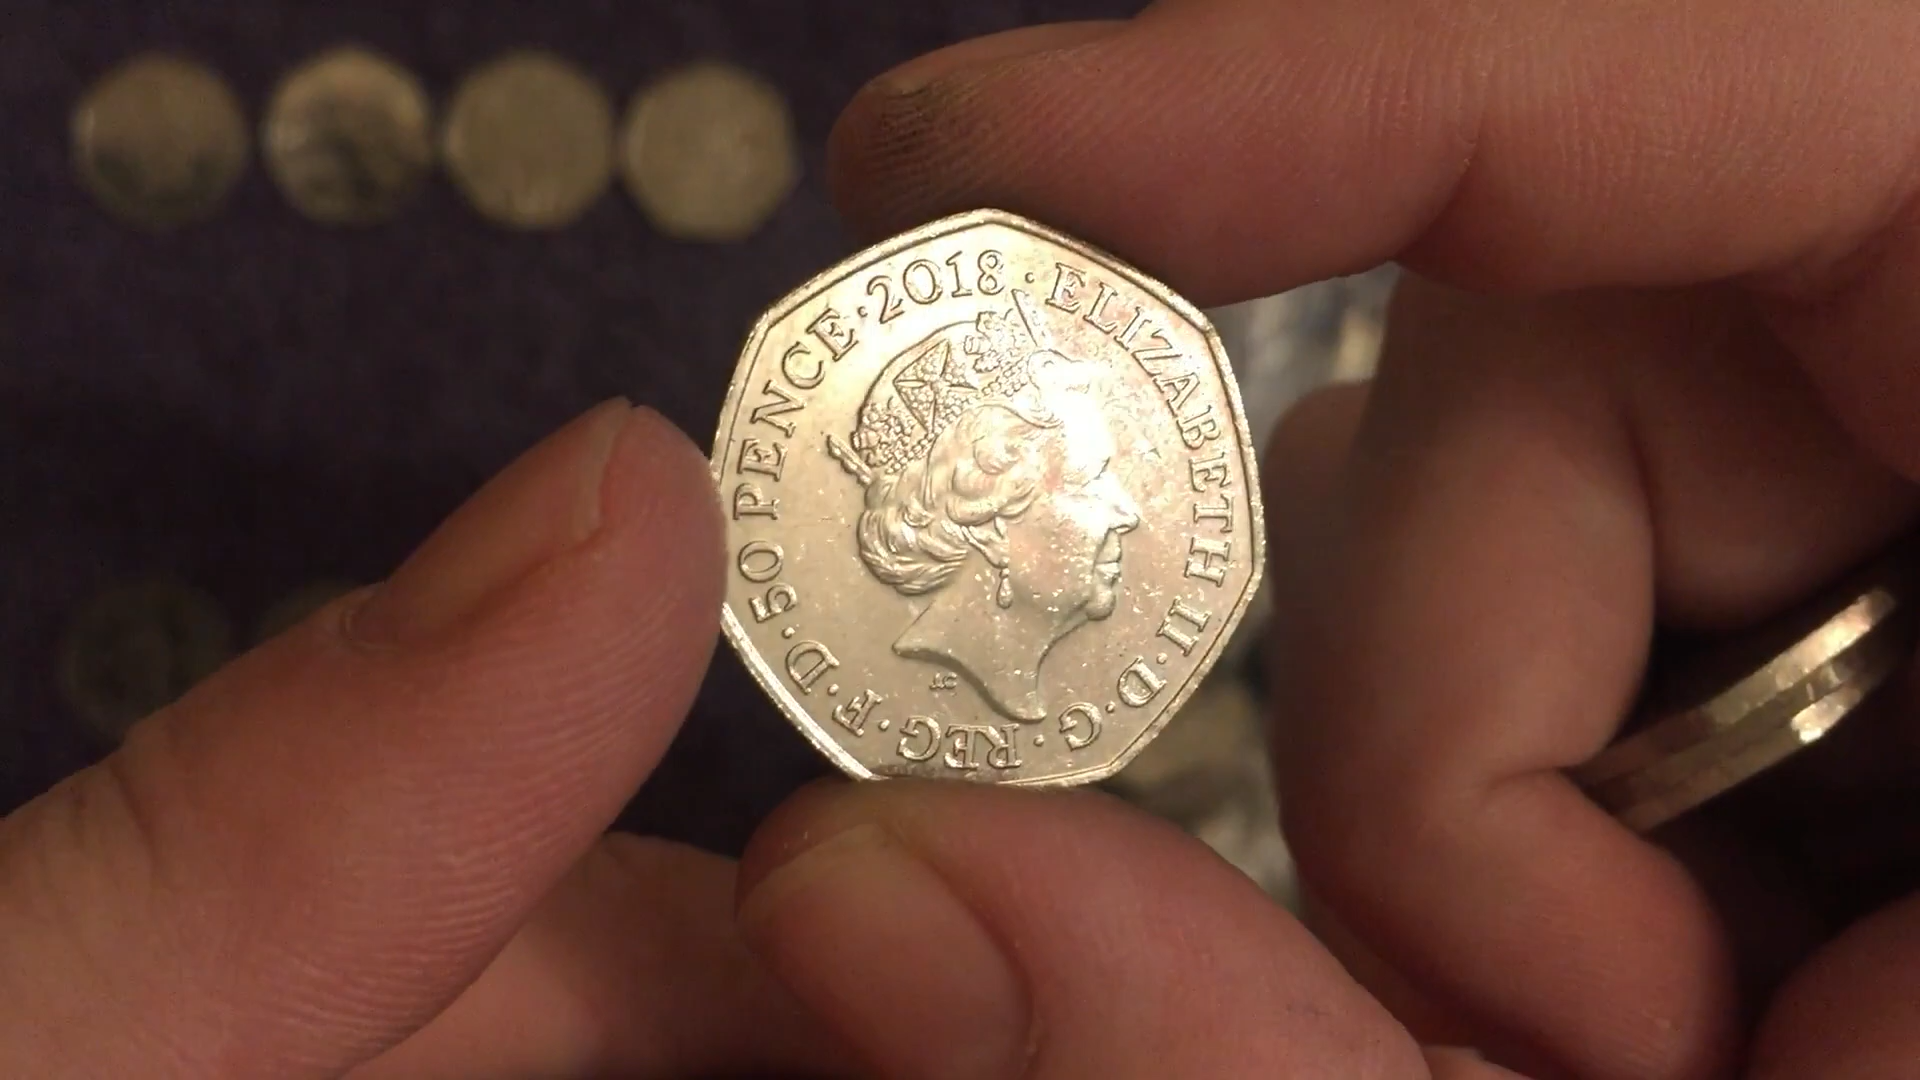 ELIZABETH II · D · G · REG · F · D · 50 PENCE · 2018 ·